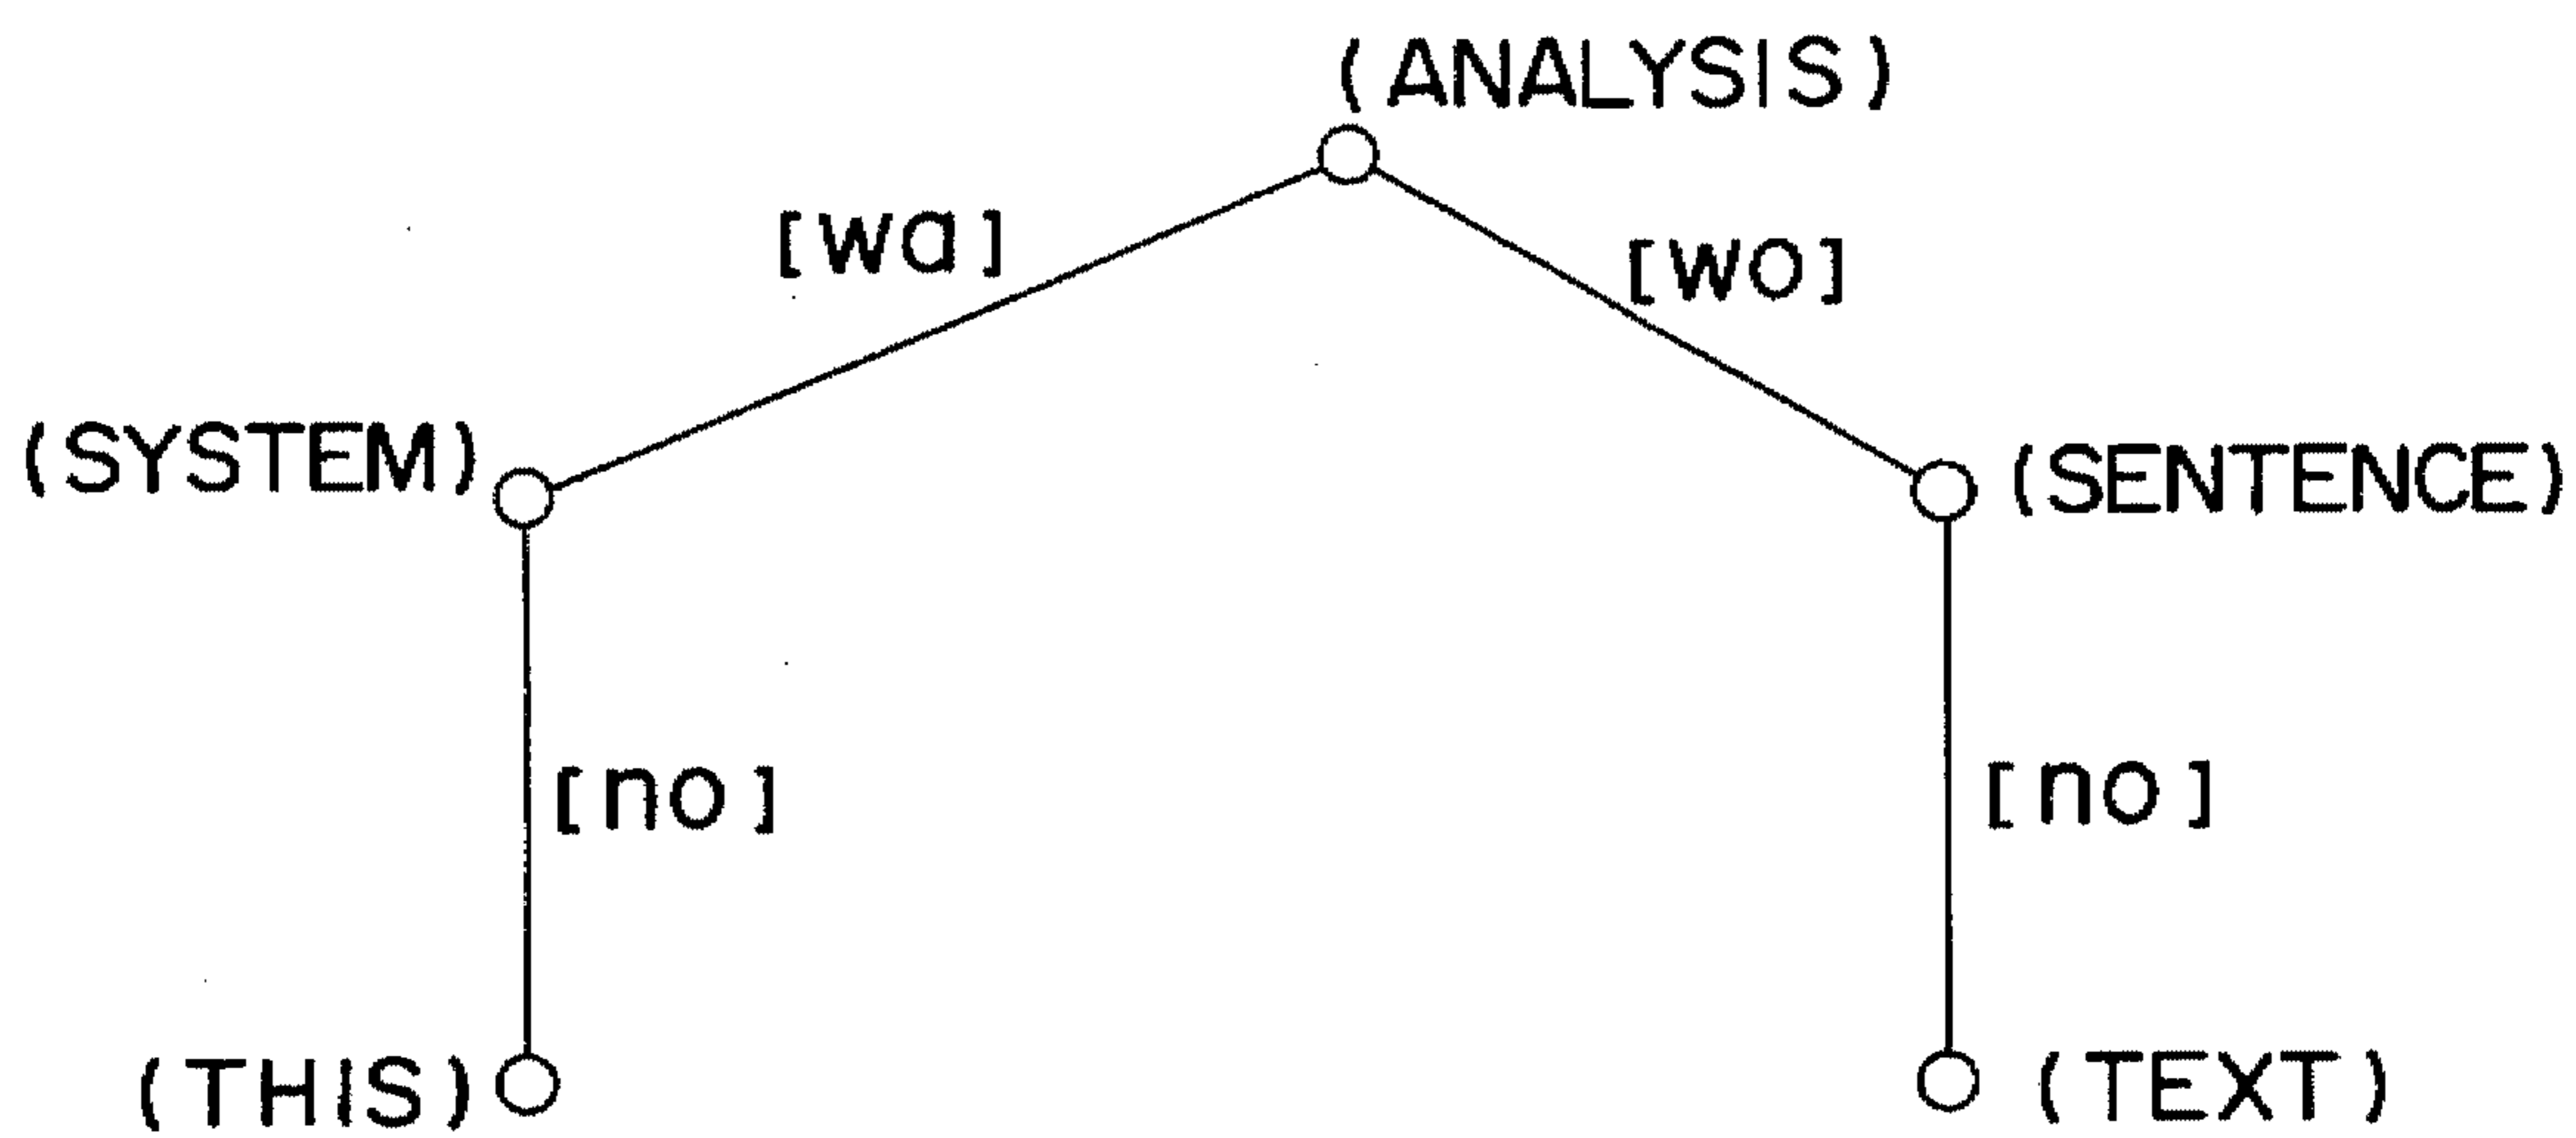 (ANALYSIS)
[wa]
[wo]
(SYSTEM)
(SENTENCE)
[no]
[no]
(THIS)
(TEXT)